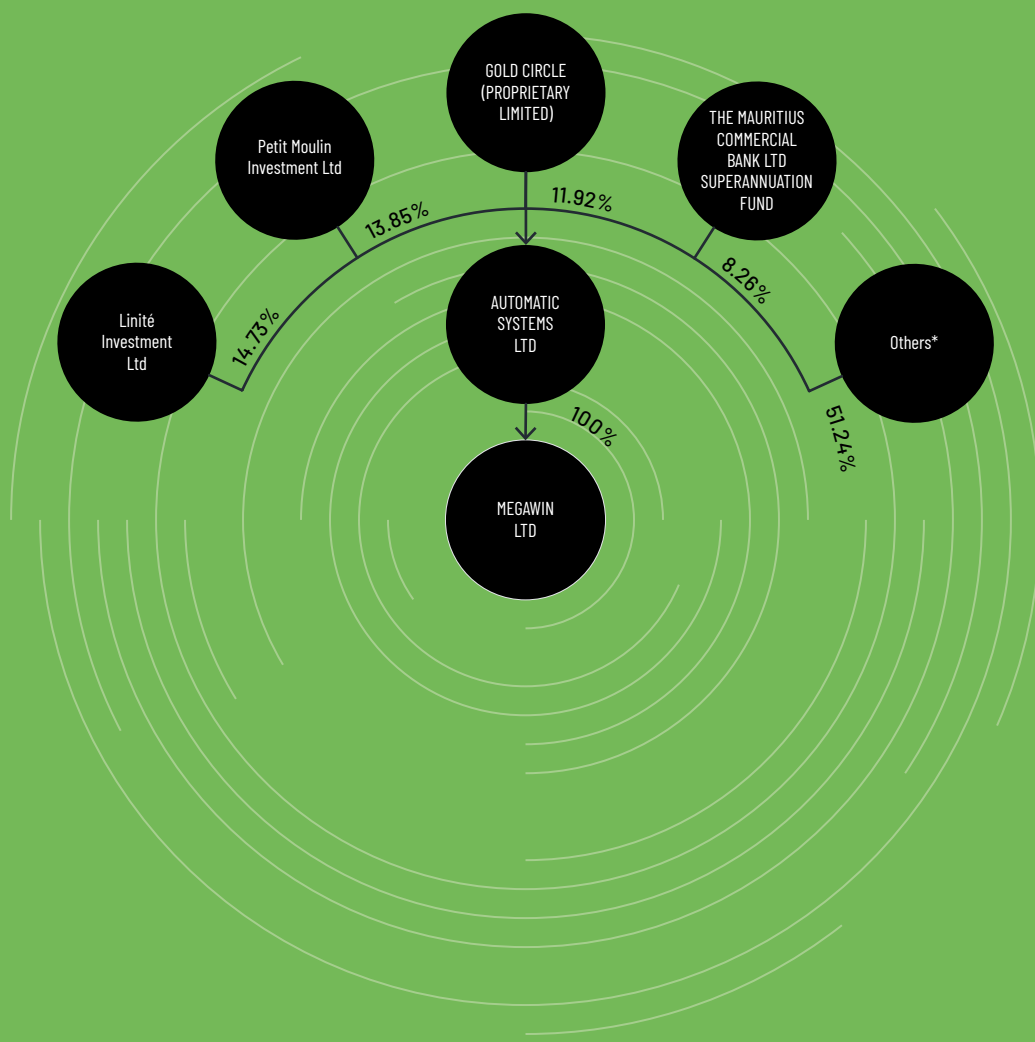 GOLD CIRCLE
(PROPRIETARY
LIMITED)
Petit Moulin
Investment Ltd
THE MAURITIUS
COMMERCIAL
BANK LTD
SUPERANNUATION
FUND
13.85%
11.92%
Linité
Investment
Ltd
14.73%
AUTOMATIC
SYSTEMS
LTD
8.26%
Others*
51.24%
100%
MEGAWIN
LTD